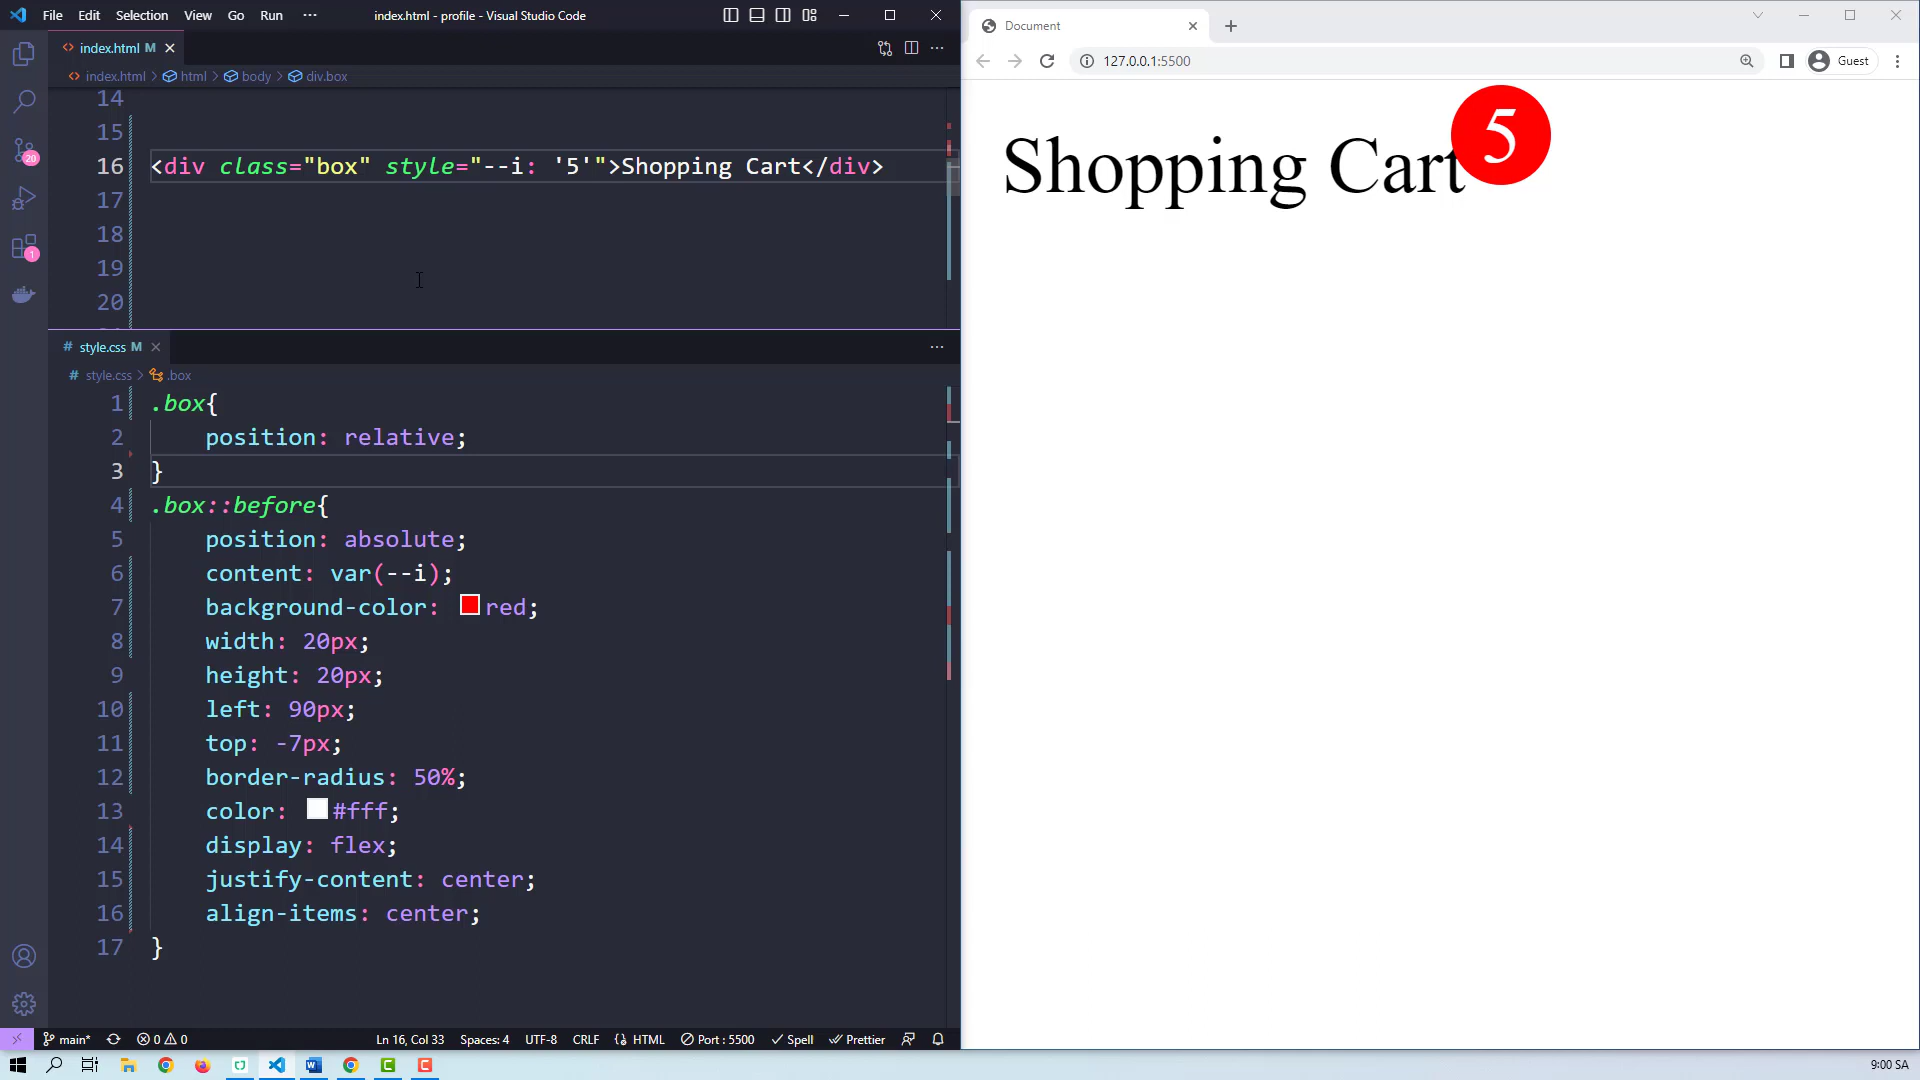 File Edit Selection View Go Run ··· index.html - profile - Visual Studio Code
index.html M
index.html > html > body > div.box
14
15
16 <div class="box" style="--i: '5'">Shopping Cart</div>
17
18
19
20
style.css M
# style.css > .box
1 .box{
2 position: relative;
3 }
4 .box::before{
5 position: absolute;
6 content: var(--i);
7 background-color: red;
8 width: 20px;
9 height: 20px;
10 left: 90px;
11 top: -7px;
12 border-radius: 50%;
13 color: #fff;
14 display: flex;
15 justify-content: center;
16 align-items: center;
17 }
20
1
main* 0 0 Ln 16, Col 33 Spaces: 4 UTF-8 CRLF HTML Port : 5500 Spell Prettier
Document
127.0.0.1:5500 Guest
Shopping Cart
5
9:00 SA